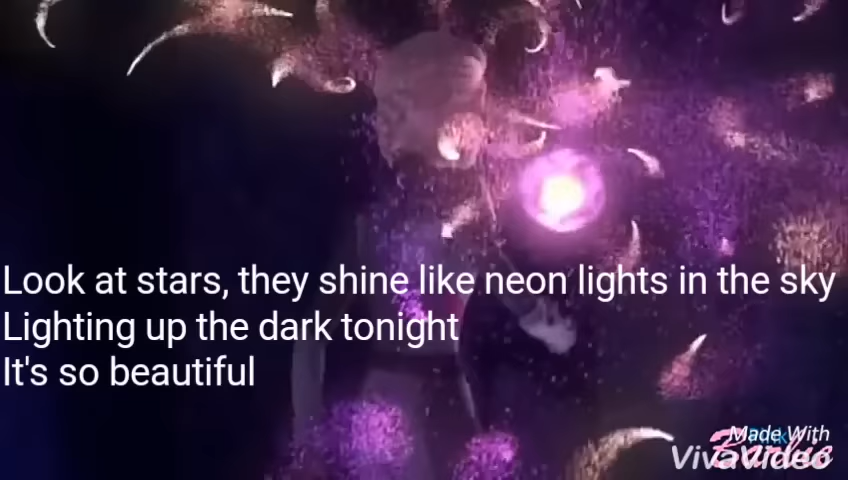 Look at stars, they shine like neon lights in the sky
Lighting up the dark tonight
It's so beautiful
Made With
VivaVideo
Barbie